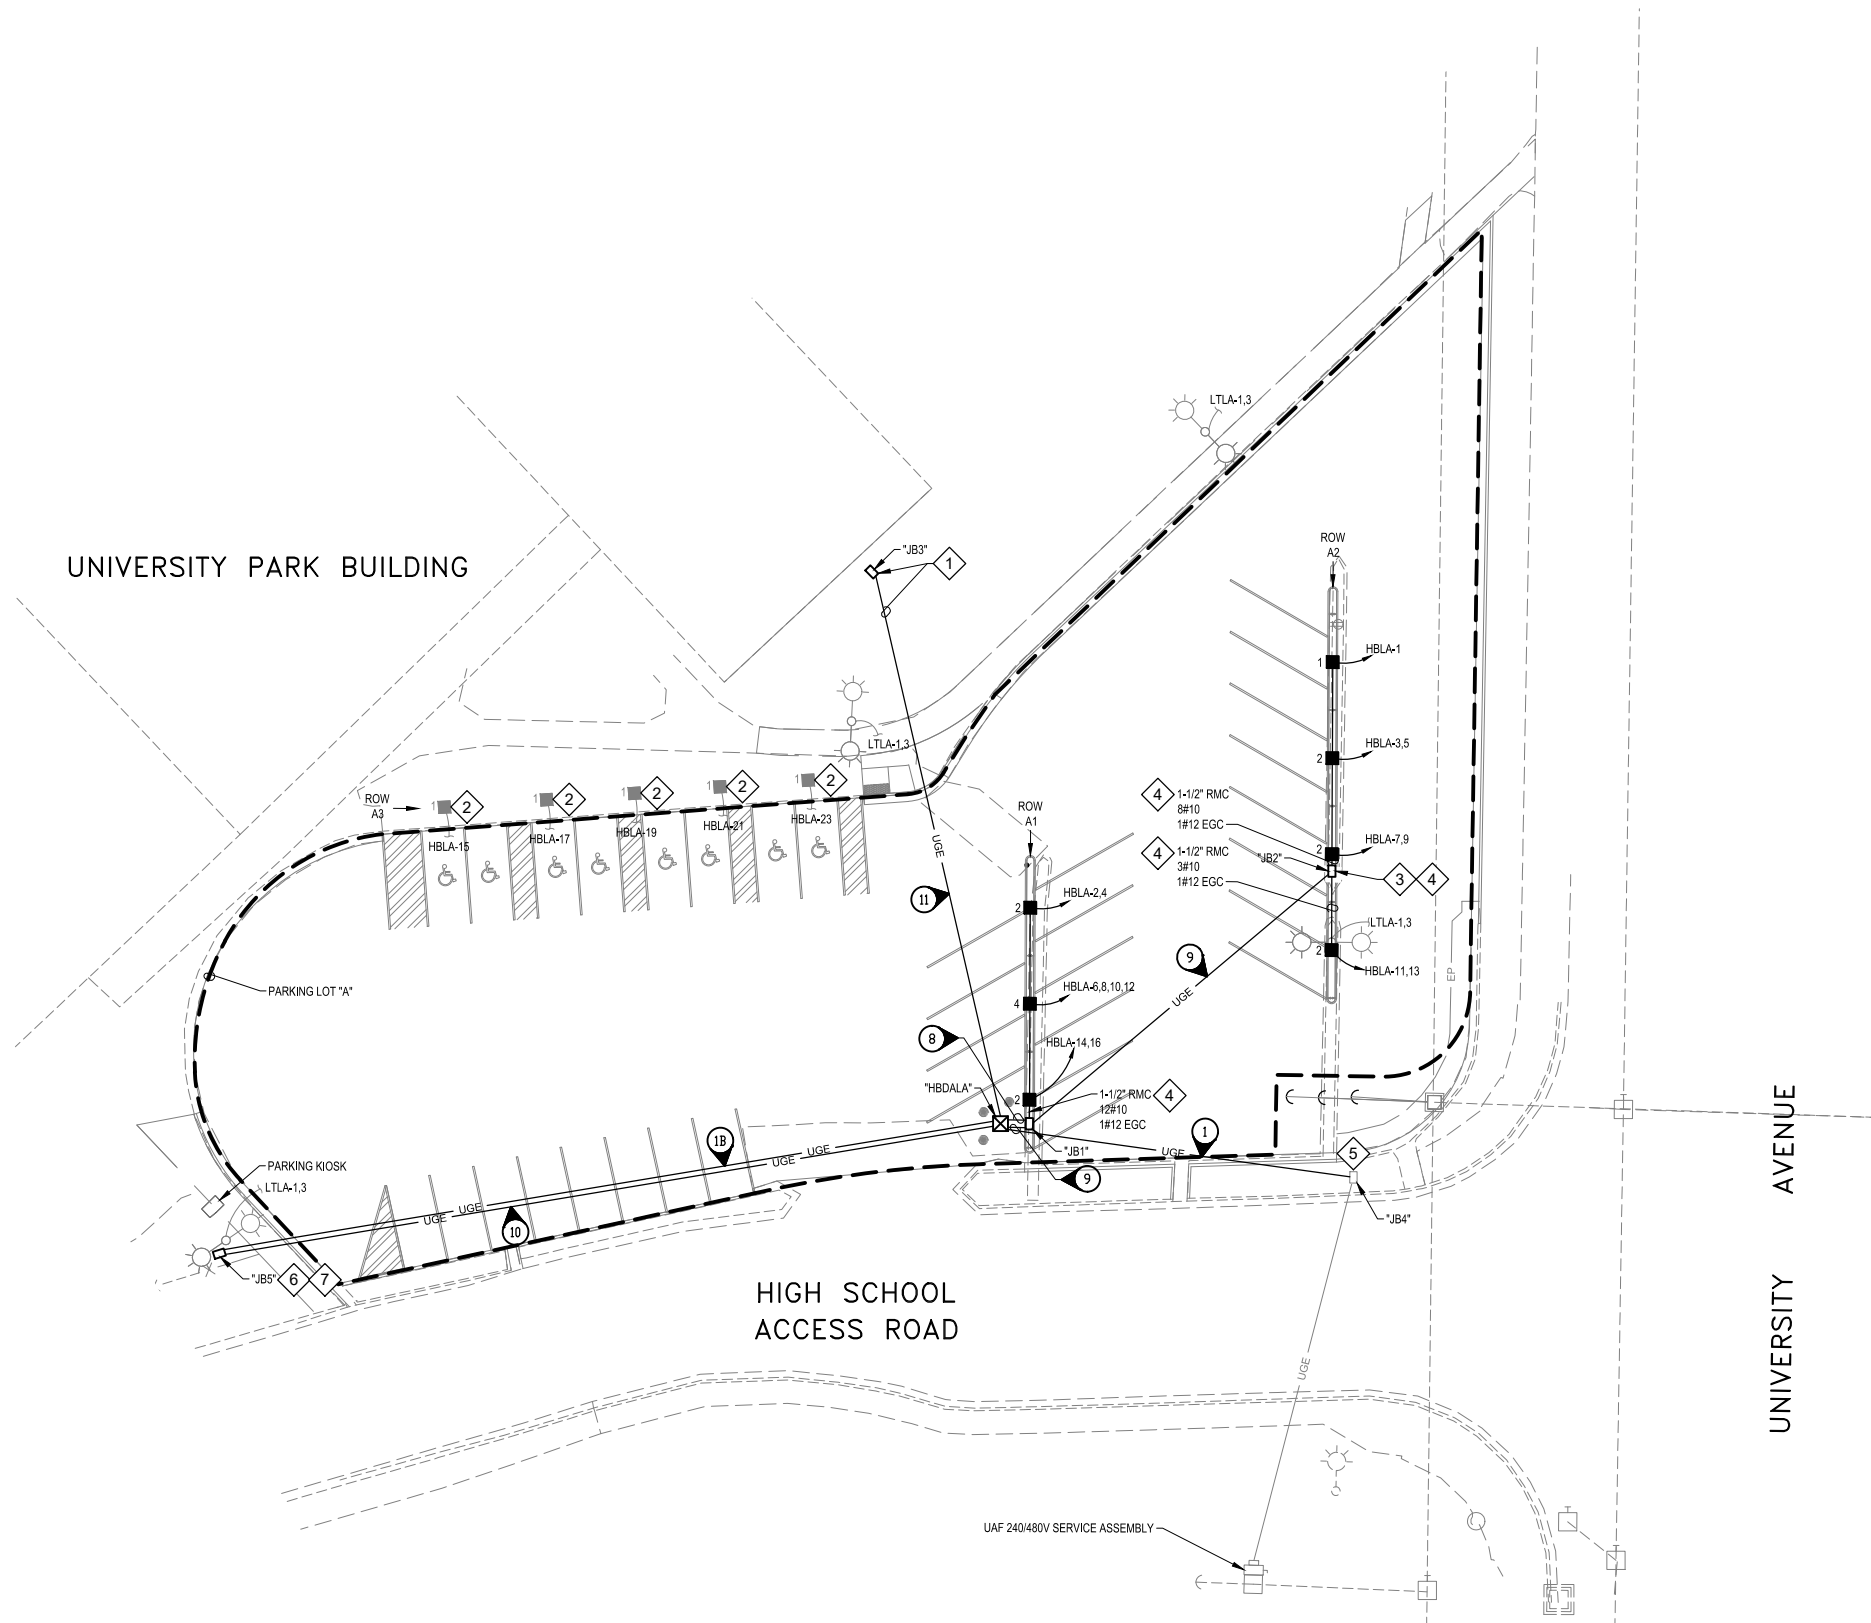 LTLA-1,3
ROW
A2
"JB3"
1
UNIVERSITY PARK BUILDING
1
HBLA-1
LTLA-1,3
2
HBLA-3,5
ROW
A3
1
2
HBLA-15
1
2
HBLA-17
1
2
HBLA-19
1
2
HBLA-21
1
2
HBLA-23
ROW
A1
4
1-1/2" RMC
8#10
1#12 EGC
4
1-1/2" RMC
3#10
1#12 EGC
2
HBLA-7,9
"JB2"
3
4
UGE
11
2
HBLA-2,4
LTLA-1,3
2
HBLA-11,13
9
UGE
EP
PARKING LOT "A"
4
HBLA-6,8,10,12
8
HBLA-14,16
"HBDALA"
2
1-1/2" RMC
12#10
1#12 EGC
4
1B
UGE
UGE
"JB1"
1
UGE
5
9
PARKING KIOSK
LTLA-1,3
UGE
UGE
10
"JB4"
"JB5"
6
7
HIGH SCHOOL
ACCESS ROAD
UNIVERSITY AVENUE
UGE
UAF 240/480V SERVICE ASSEMBLY